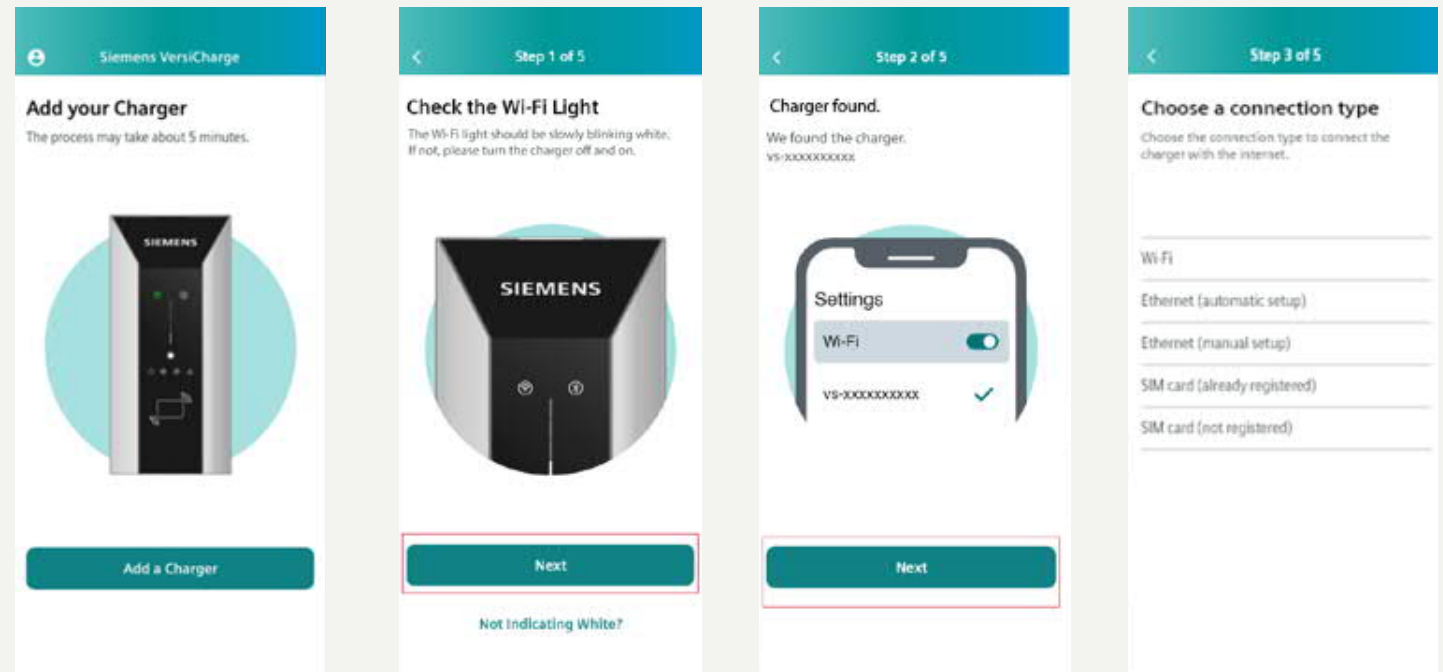 Siemens VersiCharge
Add your Charger
The process may take about 5 minutes.
SIEMENS
Add a Charger
Step 1 of 5
Check the Wi-Fi Light
The Wi-Fi light should be slowly blinking white.
If not, please turn the charger off and on.
SIEMENS
Next
Not Indicating White?
Step 2 of 5
Charger found.
We found the charger.
vs-xxxxxxxxxx
Settings
Wi-Fi
vs-xxxxxxxxxx
Next
Step 3 of 5
Choose a connection type
Choose the connection type to connect the
charger with the internet.
Wi-Fi
Ethernet (automatic setup)
Ethernet (manual setup)
SIM card (already registered)
SIM card (not registered)